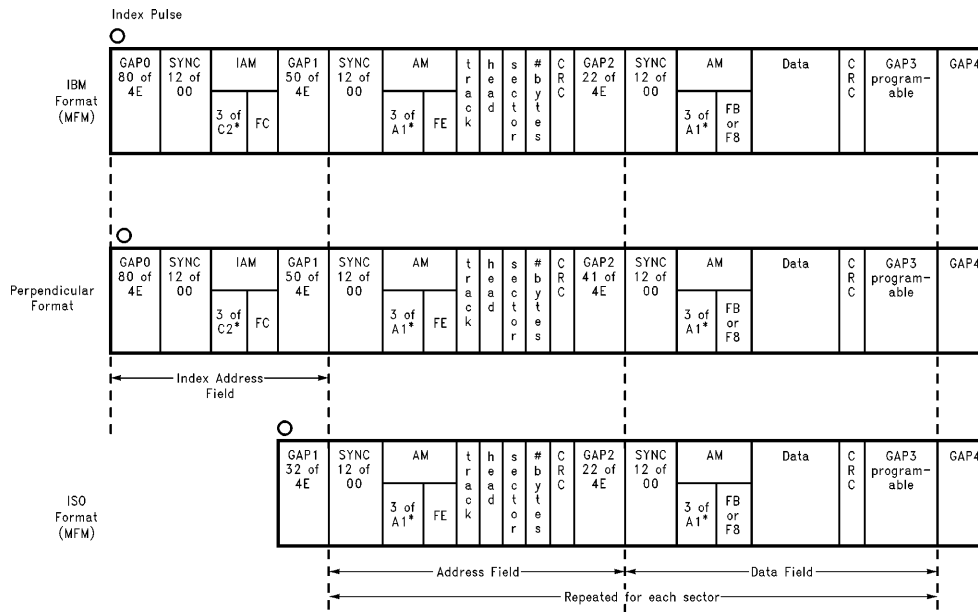 Index Pulse
IBM
Format
(MFM)
GAP0
80 of
4E
SYNC
12 of
00
IAM
3 of
C2*
FC
GAP1
50 of
4E
SYNC
12 of
00
AM
3 of
A1*
FE
track
head
sector
#bytes
CRC
GAP2
22 of
4E
SYNC
12 of
00
AM
3 of
A1*
FB
or
F8
Data
CRC
GAP3
program-
able
GAP4
Perpendicular
Format
GAP0
80 of
4E
SYNC
12 of
00
IAM
3 of
C2*
FC
GAP1
50 of
4E
SYNC
12 of
00
AM
3 of
A1*
FE
track
head
sector
#bytes
CRC
GAP2
41 of
4E
SYNC
12 of
00
AM
3 of
A1*
FB
or
F8
Data
CRC
GAP3
program-
able
GAP4
Index Address
Field
ISO
Format
(MFM)
GAP1
32 of
4E
SYNC
12 of
00
AM
3 of
A1*
FE
track
head
sector
#bytes
CRC
GAP2
22 of
4E
SYNC
12 of
00
AM
3 of
A1*
FB
or
F8
Data
CRC
GAP3
program-
able
GAP4
Address Field
Data Field
Repeated for each sector